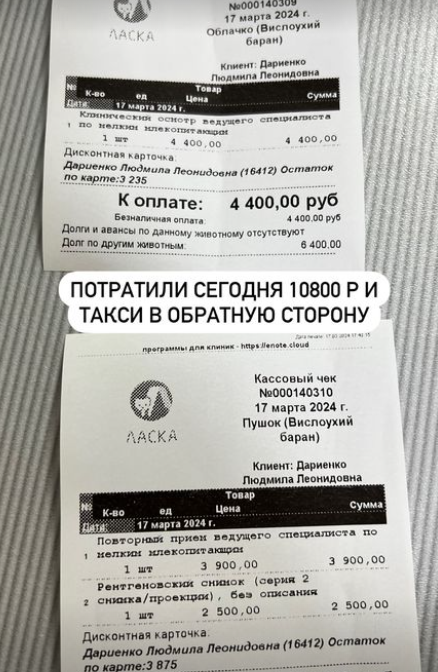 №000140309
17 марта 2024 г.
Облачко (Вислоухий
баран)
ЛАСКА
Клиент: Дариенко
Людмила Леонидовна
№ Товар
К-во ед Цена Сумма
Дата: 17 марта 2024 г.
Клинический осмотр ведущего специалиста
1 по мелким млекопитающим
1 шт 4 400,00 4 400,00
Дисконтная карточка:
Дариенко Людмила Леонидовна (16412) Остаток
по карте:3 235
К оплате: 4 400,00 руб
Безналичная оплата: 4 400,00 руб
Долги и авансы по данному животному отсутствуют
Долг по другим животным: 6 400,00
ПОТРАТИЛИ СЕГОДНЯ 10800 Р И
ТАКСИ В ОБРАТНУЮ СТОРОНУ
программы для клиник - https://enote.cloud
Кассовый чек
№000140310
17 марта 2024 г.
Пушок (Вислоухий
баран)
ЛАСКА
Клиент: Дариенко
Людмила Леонидовна
№ Товар
К-во ед Цена Сумма
Дата: 17 марта 2024 г.
Повторный прием ведущего специалиста по
1 мелким млекопитающим
1 шт 3 900,00 3 900,00
Рентгеновский снимок (серия 2
2 снимка/проекции), без описания
1 шт 2 500,00 2 500,00
Дисконтная карточка:
Дариенко Людмила Леонидовна (16412) Остаток
по карте:3 875